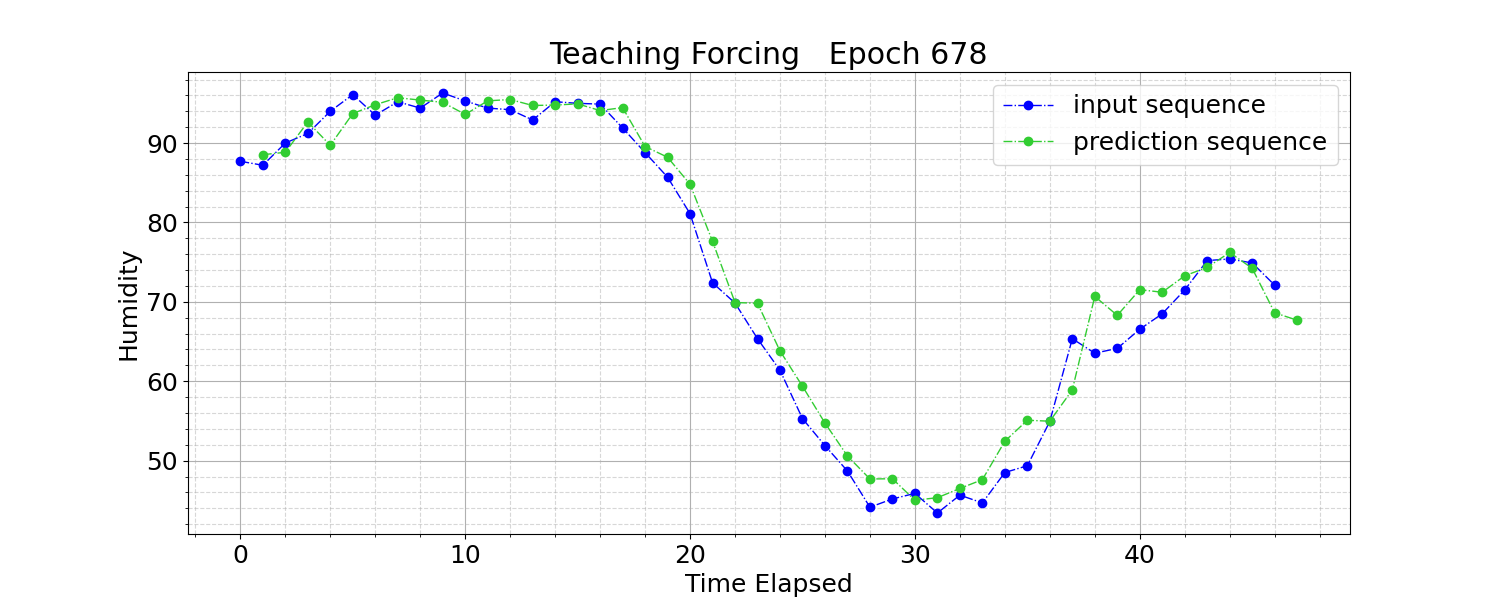 Teaching Forcing   Epoch 678
input sequence
prediction sequence
Humidity
90
80
70
60
50
0 10 20 30 40
Time Elapsed